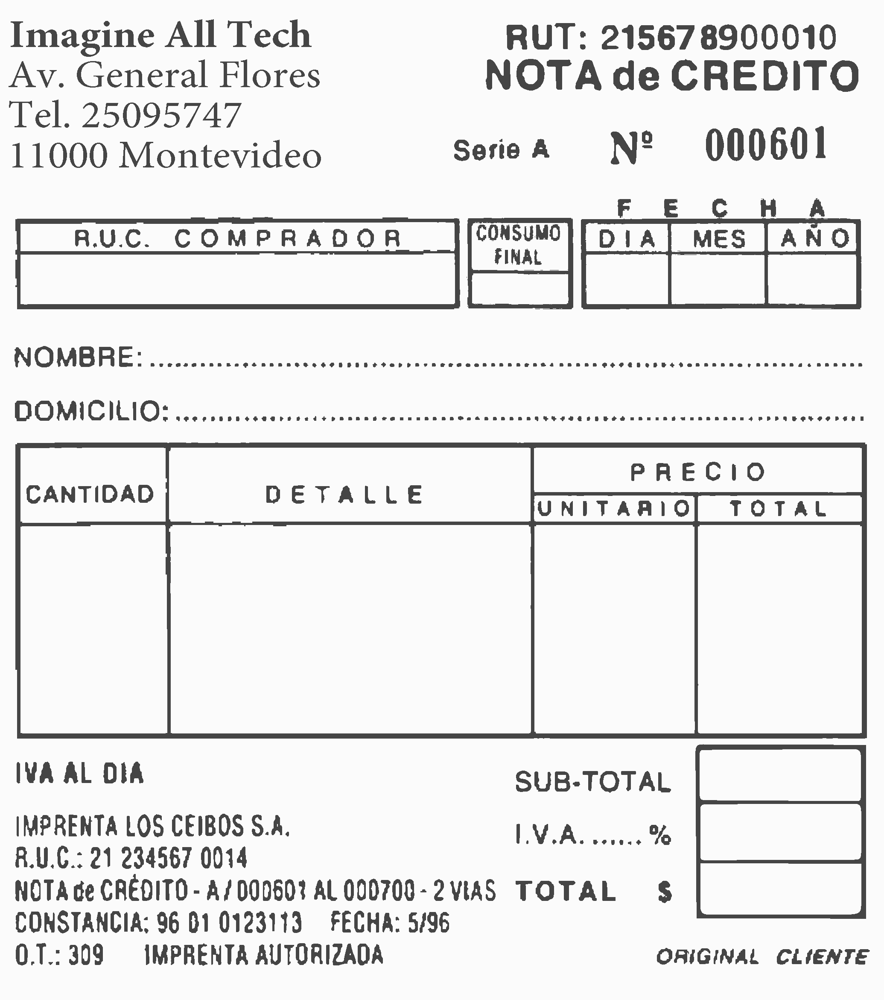 Imagine All Tech
Av. General Flores
Tel. 25095747
11000 Montevideo
RUT: 215678900010
NOTA de CREDITO
Serie A Nº 000601
F E C H A
R.U.C. COMPRADOR
CONSUMO
FINAL
DIA MES AÑO
NOMBRE:
DOMICILIO:
CANTIDAD DETALLE PRECIO
UNITARIO TOTAL
IVA AL DIA
SUB-TOTAL
I.V.A. ...... %
TOTAL $
IMPRENTA LOS CEIBOS S.A.
R.U.C.: 21 234567 0014
NOTA de CRÉDITO - A / 000601 AL 000700 - 2 VIAS
CONSTANCIA: 96 01 0123113 FECHA: 5/96
O.T.: 309 IMPRENTA AUTORIZADA
ORIGINAL CLIENTE